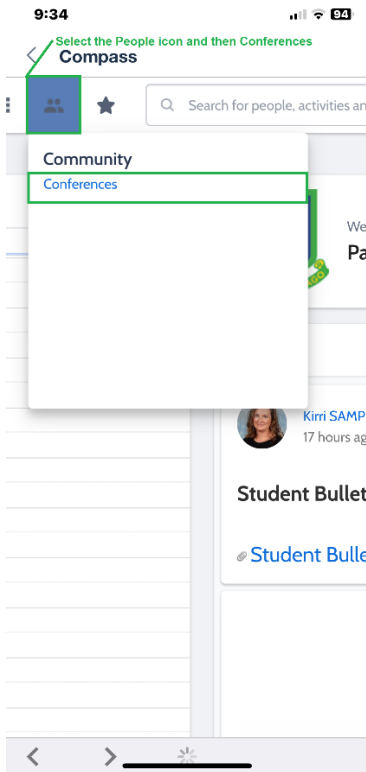 9:34
94
Select the People icon and then Conferences
Compass
Search for people, activities an
Community
Conferences
We
Pa
GO
Kirri SAMP
17 hours ag
Student Bullet
Student Bulle